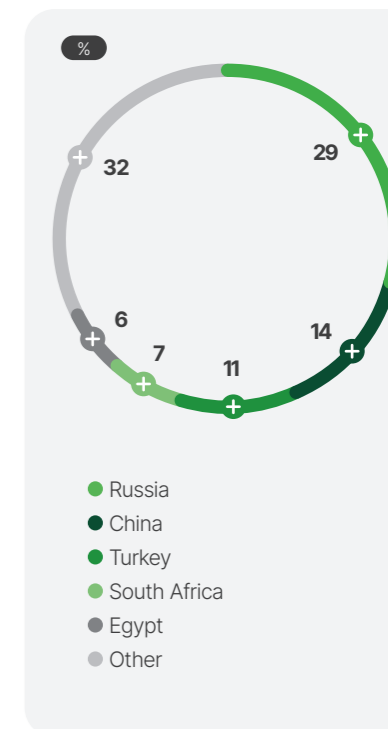 %
29
32
14
6
7
11
Russia
China
Turkey
South Africa
Egypt
Other